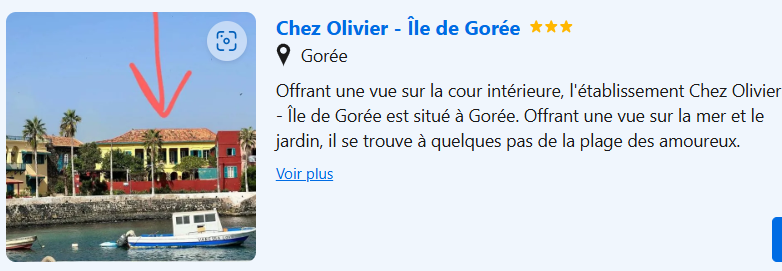 Chez Olivier - Île de Gorée
Gorée
Offrant une vue sur la cour intérieure, l'établissement Chez Olivier
- Île de Gorée est situé à Gorée. Offrant une vue sur la mer et le
jardin, il se trouve à quelques pas de la plage des amoureux.
Voir plus